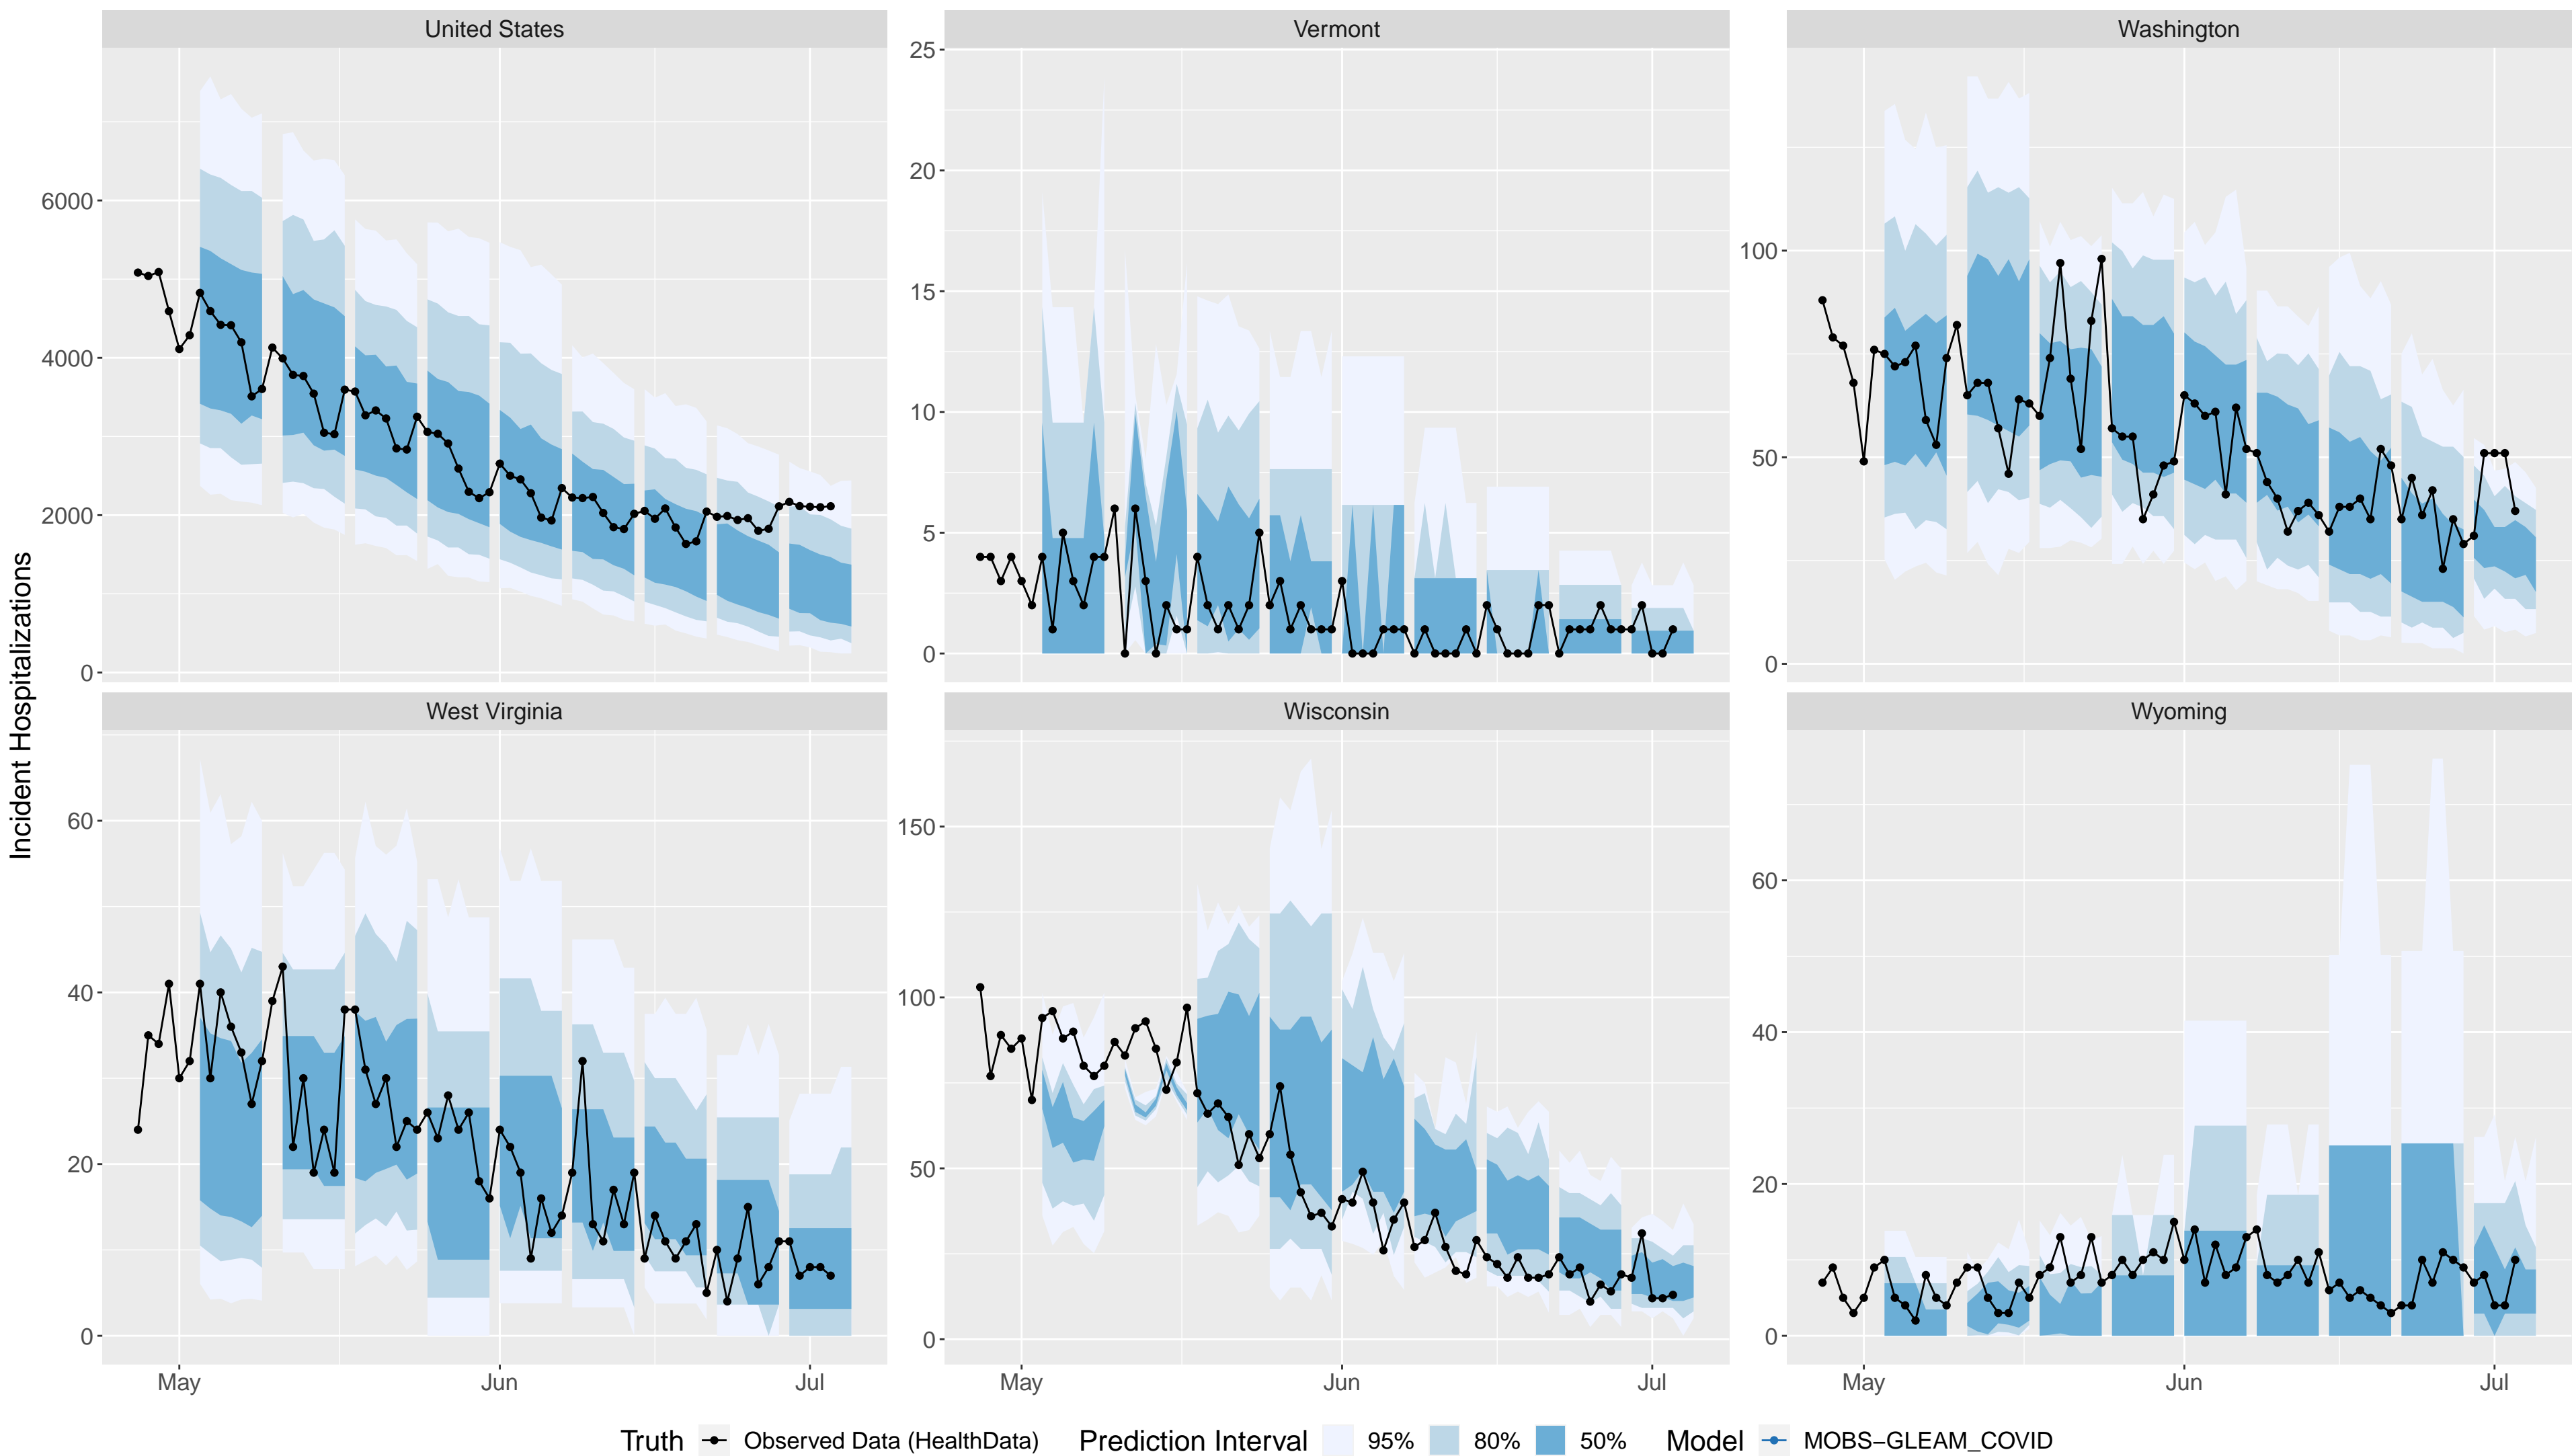 United States
Vermont
Washington
25
20
15
10
5
0
6000
4000
2000
0
100
50
0
Incident Hospitalizations
West Virginia
Wisconsin
Wyoming
60
40
20
0
150
100
50
0
60
40
20
0
May Jun Jul
May Jun Jul
May Jun Jul
Truth Observed Data (HealthData) Prediction Interval 95% 80% 50% Model MOBS−GLEAM_COVID